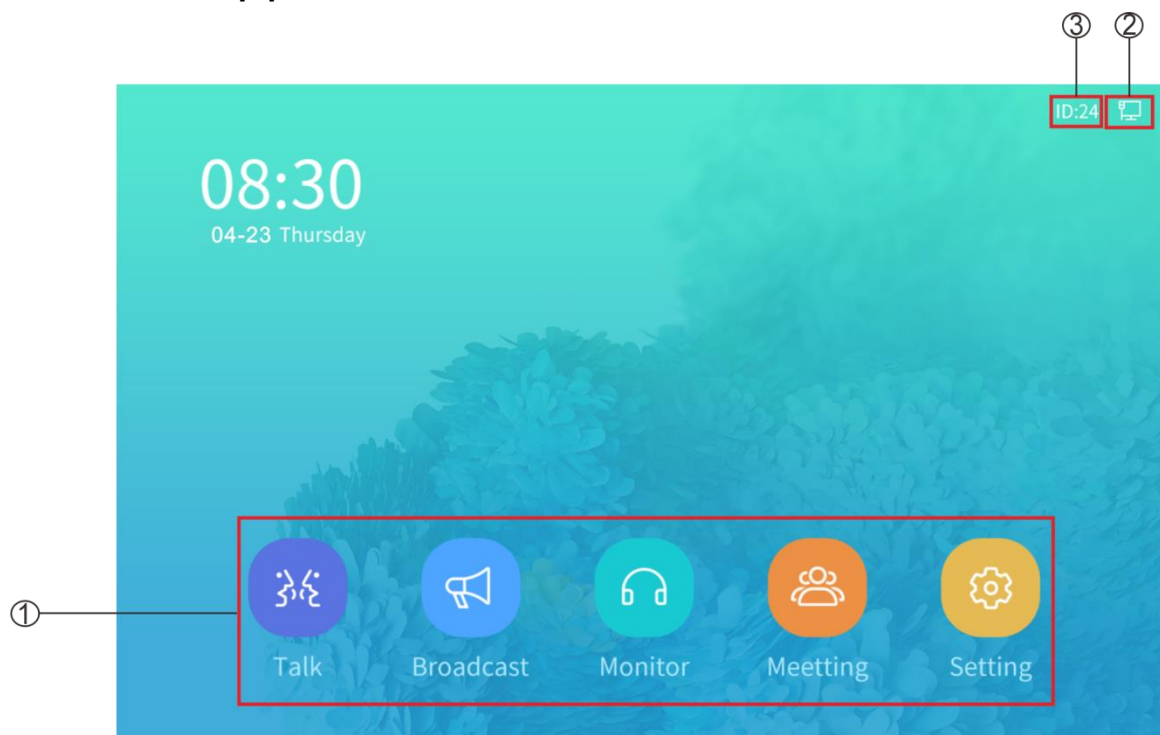 ③ ②
ID:24
08:30
04-23 Thursday
①
Talk Broadcast Monitor Meetting Setting